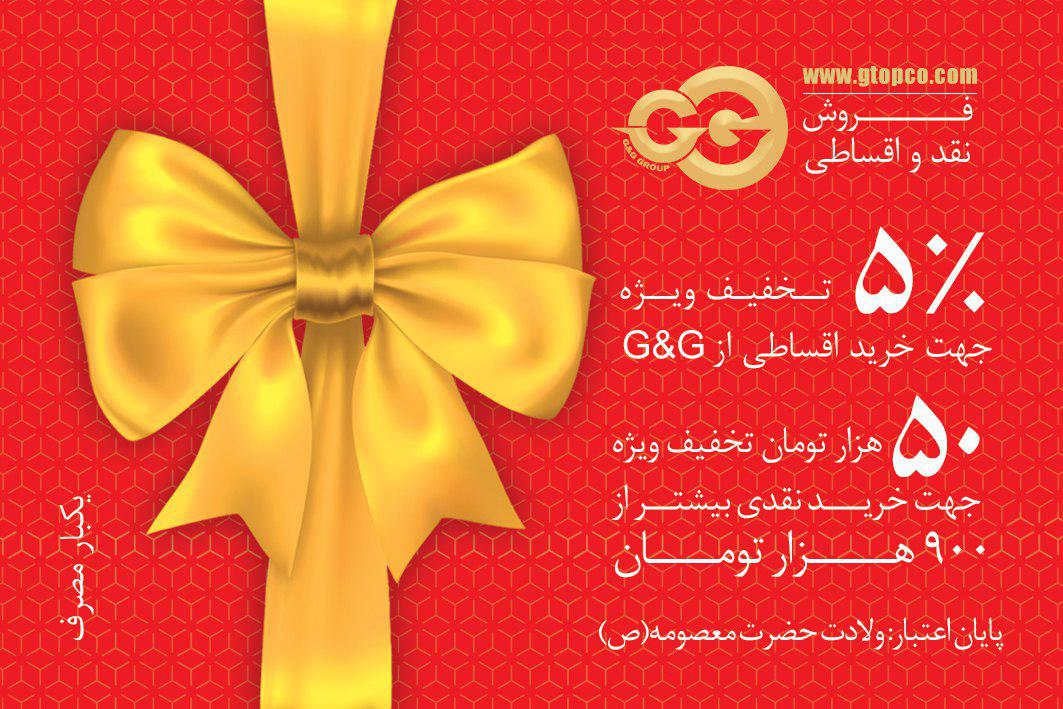 www.gtopco.com
فروش
نقد و اقساطی
G&G GROUP
۵٪ تخفیف ویژه
جهت خرید اقساطی از G&G
۵۰ هزار تومان تخفیف ویژه
جهت خرید نقدی بیشتر از
۹۰۰ هزار تومان
پایان اعتبار: ولادت حضرت معصومه(ص)
یکبار مصرف